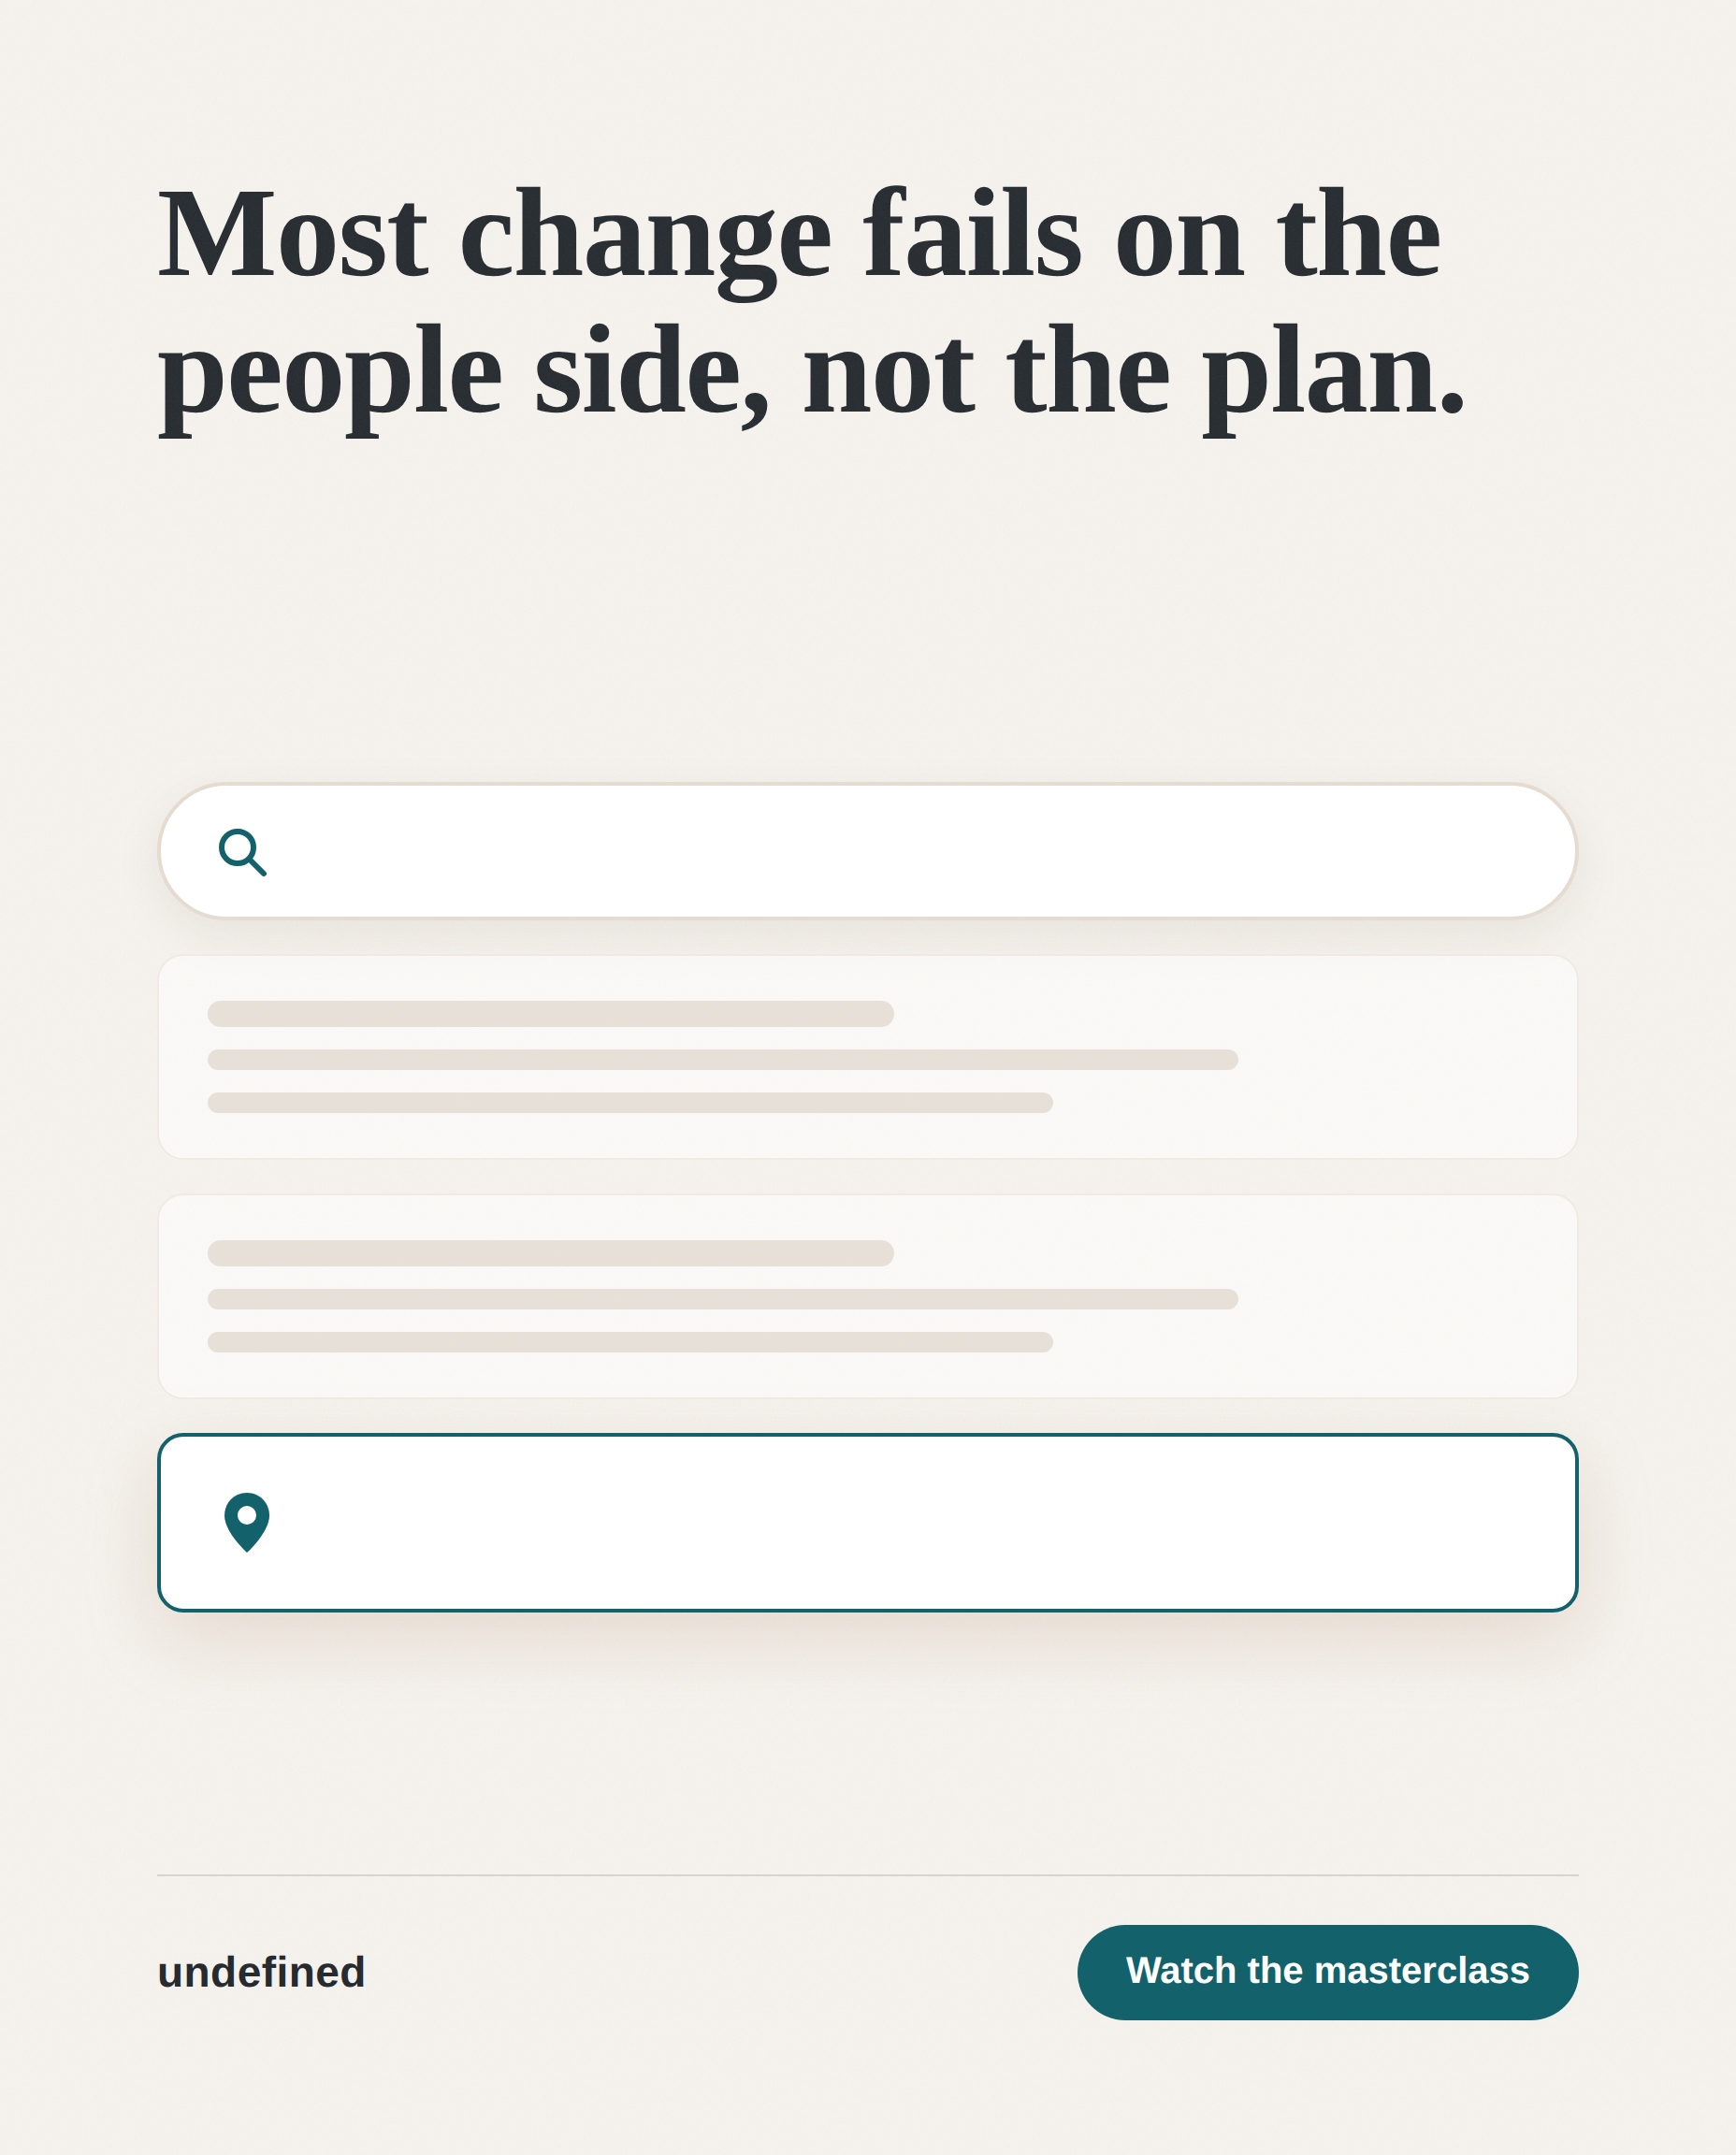 Most change fails on the
people side, not the plan.
undefined
Watch the masterclass